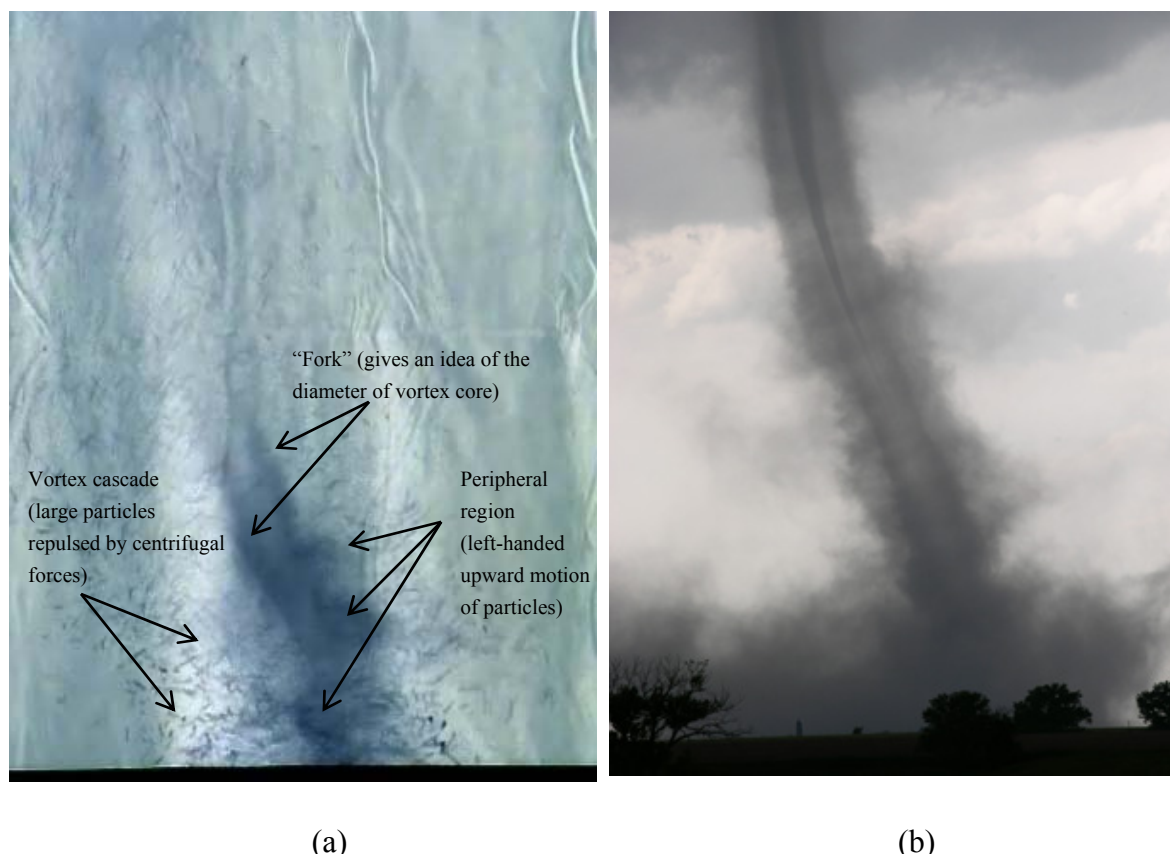 “Fork” (gives an idea of the
diameter of vortex core)
Vortex cascade
(large particles
repulsed by centrifugal
forces)
Peripheral
region
(left-handed
upward motion
of particles)
(a)
(b)